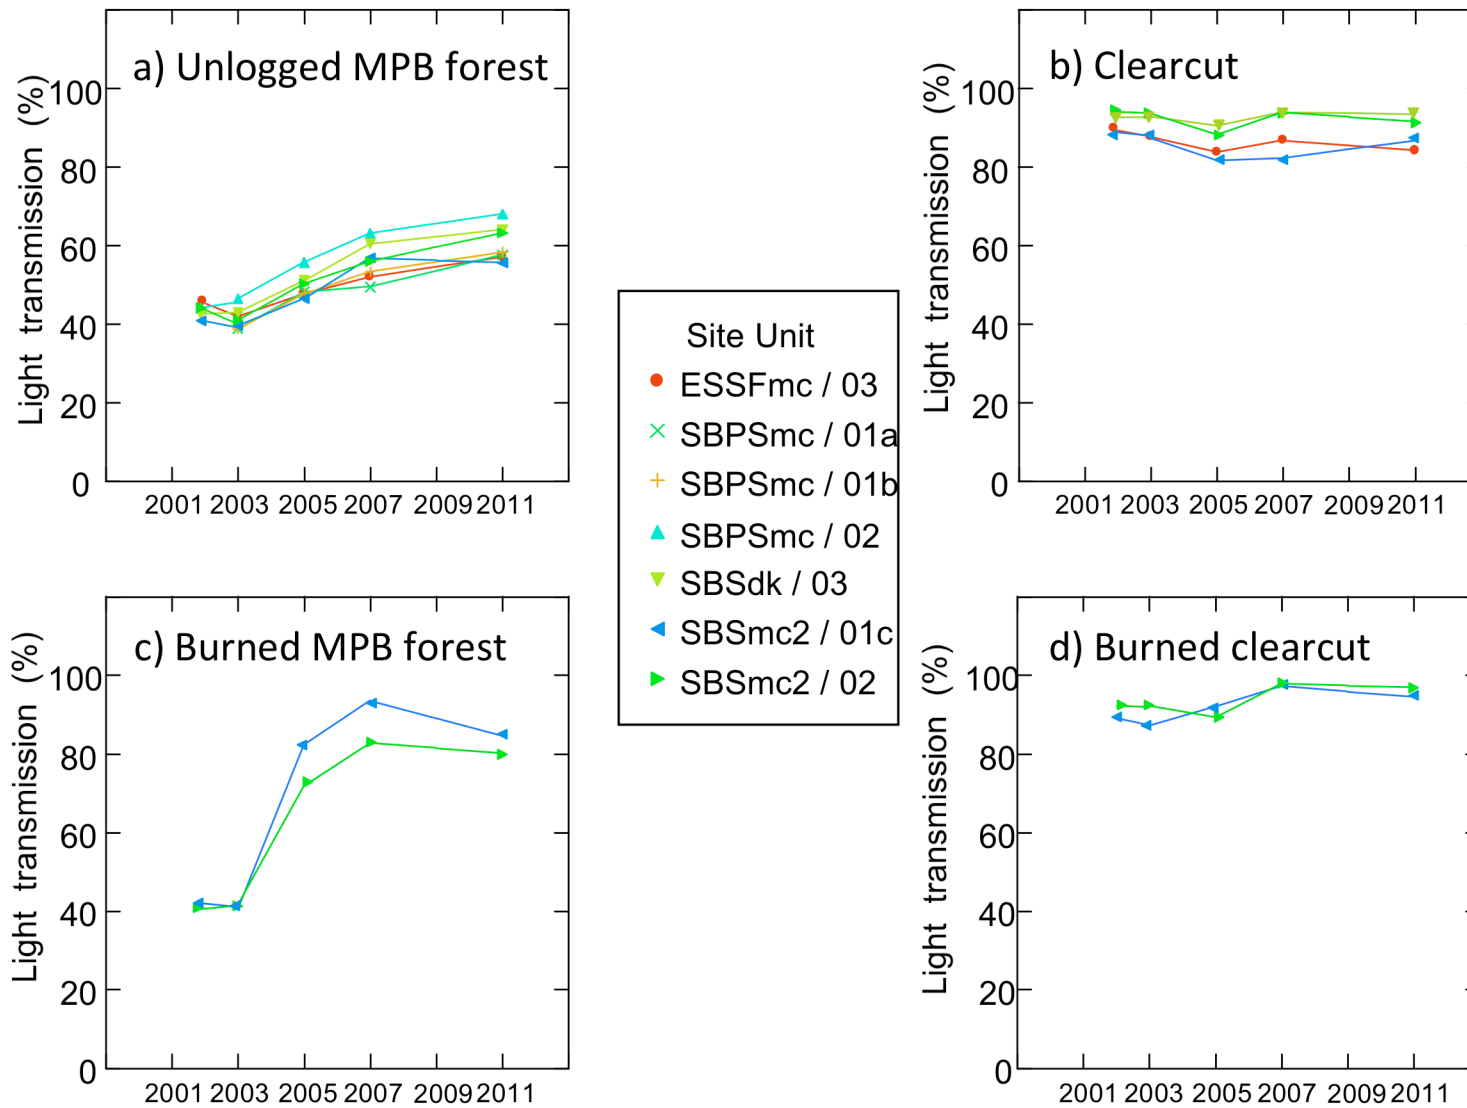 a) Unlogged MPB forest
Light transmission (%)
100
80
60
40
20
0
2001 2003 2005 2007 2009 2011
b) Clearcut
Light transmission (%)
100
80
60
40
20
0
2001 2003 2005 2007 2009 2011
Site Unit
ESSFmc / 03
SBPSmc / 01a
SBPSmc / 01b
SBPSmc / 02
SBSdk / 03
SBSmc2 / 01c
SBSmc2 / 02
c) Burned MPB forest
Light transmission (%)
100
80
60
40
20
0
2001 2003 2005 2007 2009 2011
d) Burned clearcut
Light transmission (%)
100
80
60
40
20
0
2001 2003 2005 2007 2009 2011